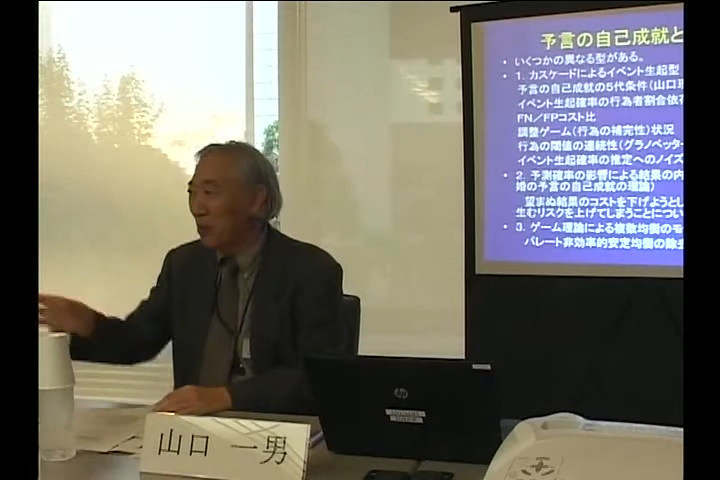 予言の自己成就と
・いくつかの異なる型がある。
・1. カスケードによるイベント生起型
予言の自己成就の5代条件(山口理
イベント生起確率の行為者割合依存
FN/FPコスト比
調整ゲーム(行為の補完性)状況
行為の閾値の連続性(グラノベッター
イベント生起確率の推定へのノイズ
・2. 予測確率の影響による結果の内
婚の予言の自己成就の理論)
望まぬ結果のコストを下げようとし
生むリスクを上げてしまうことについ
・3. ゲーム理論による複数均衡のモ
パレート非効率的安定均衡の除去
hp
山口 一男